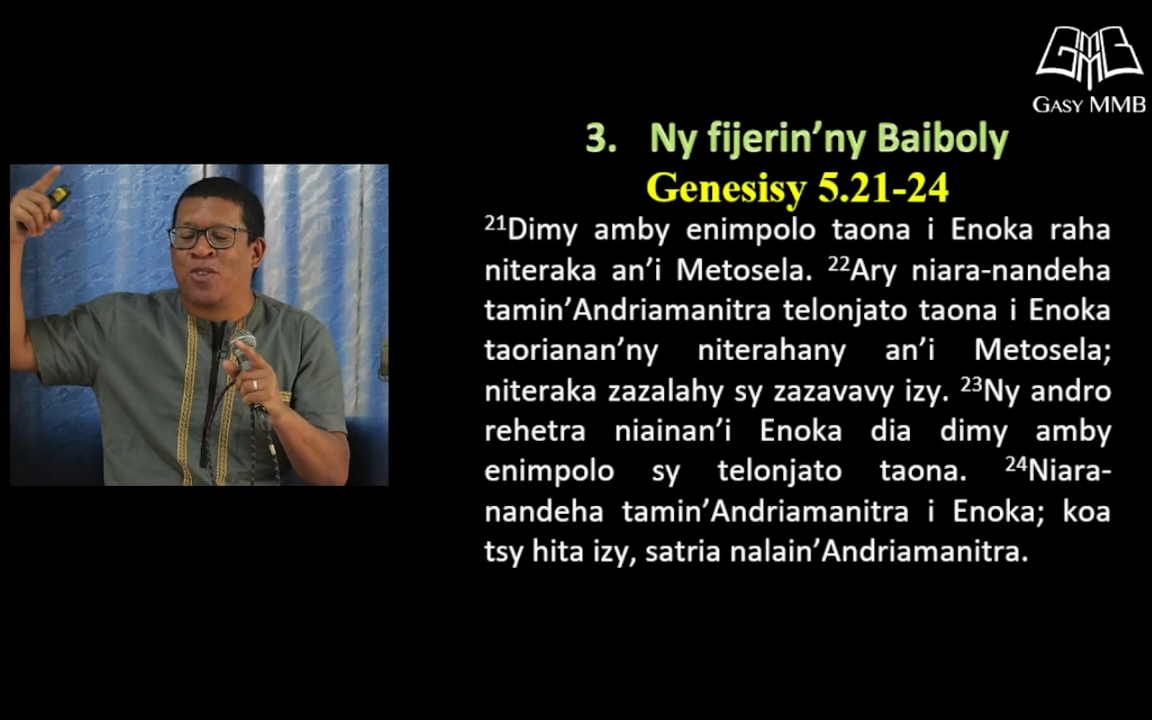 GMMB
GASY MMB
3. Ny fijerin’ny Baiboly
Genesisy 5.21-24
²¹Dimy amby enimpolo taona i Enoka raha
niteraka an’i Metosela. ²²Ary niara-nandeha
tamin’Andriamanitra telonjato taona i Enoka
taorianan’ny niterahany an’i Metosela;
niteraka zazalahy sy zazavavy izy. ²³Ny andro
rehetra niainan’i Enoka dia dimy amby
enimpolo sy telonjato taona. ²⁴Niara-
nandeha tamin’Andriamanitra i Enoka; koa
tsy hita izy, satria nalain’Andriamanitra.